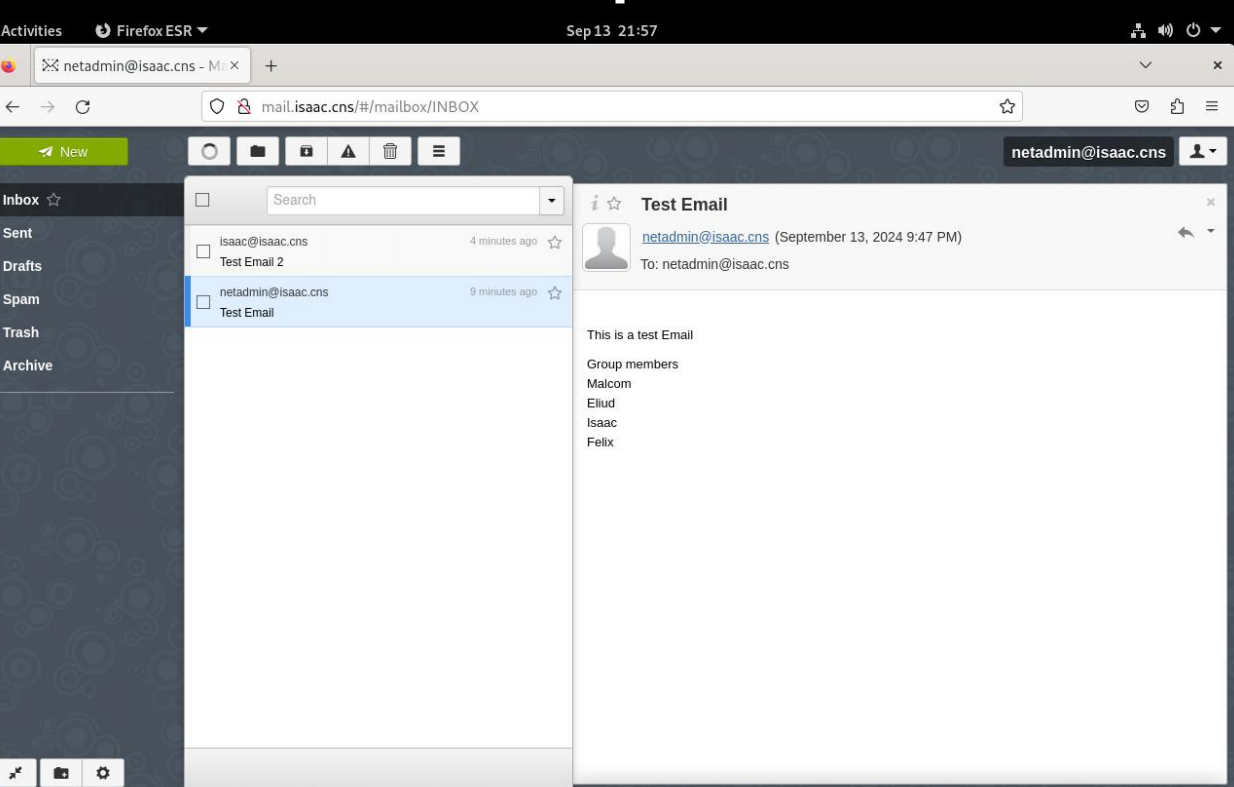 Activities Firefox ESR Sep 13 21:57
netadmin@isaac.cns - Ma
mail.isaac.cns/#/mailbox/INBOX
New
netadmin@isaac.cns
Inbox
Sent
Drafts
Spam
Trash
Archive
Search
isaac@isaac.cns 4 minutes ago
Test Email 2
netadmin@isaac.cns 9 minutes ago
Test Email
Test Email
netadmin@isaac.cns (September 13, 2024 9:47 PM)
To: netadmin@isaac.cns
This is a test Email
Group members
Malcom
Eliud
Isaac
Felix